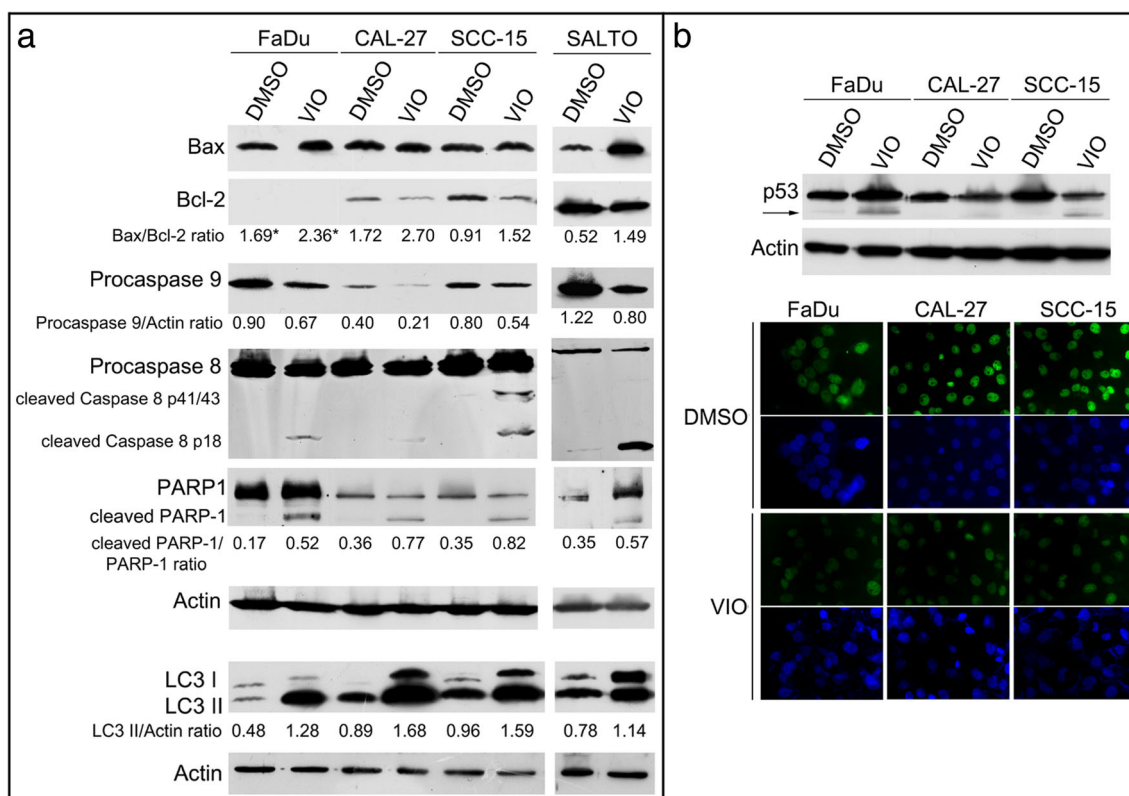 a
FaDu CAL-27 SCC-15 SALTO
DMSO VIO DMSO VIO DMSO VIO DMSO VIO
Bax
Bcl-2
Bax/Bcl-2 ratio 1.69* 2.36* 1.72 2.70 0.91 1.52 0.52 1.49
Procaspase 9
Procaspase 9/Actin ratio 0.90 0.67 0.40 0.21 0.80 0.54 1.22 0.80
Procaspase 8
cleaved Caspase 8 p41/43
cleaved Caspase 8 p18
PARP1
cleaved PARP-1
cleaved PARP-1/ 0.17 0.52 0.36 0.77 0.35 0.82 0.35 0.57
PARP-1 ratio
Actin
LC3 I
LC3 II
LC3 II/Actin ratio 0.48 1.28 0.89 1.68 0.96 1.59 0.78 1.14
Actin
b
FaDu CAL-27 SCC-15
DMSO VIO DMSO VIO DMSO VIO
p53
Actin
FaDu CAL-27 SCC-15
DMSO
VIO